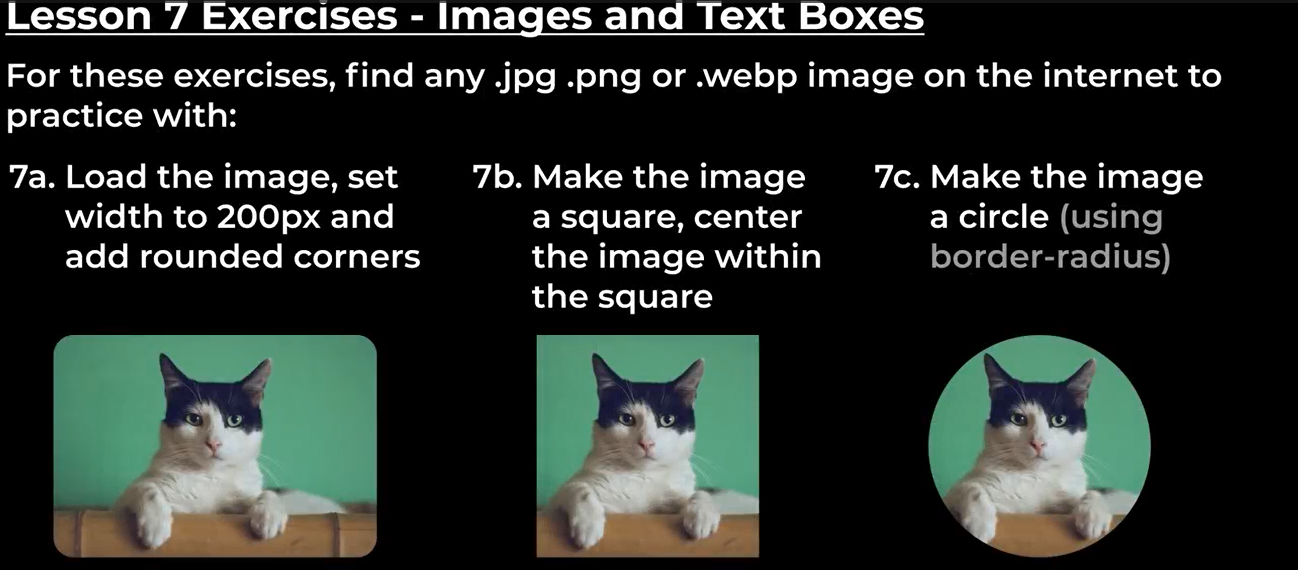 Lesson 7 Exercises - Images and Text Boxes
For these exercises, find any .jpg .png or .webp image on the internet to
practice with:
7a. Load the image, set
width to 200px and
add rounded corners
7b. Make the image
a square, center
the image within
the square
7c. Make the image
a circle (using
border-radius)